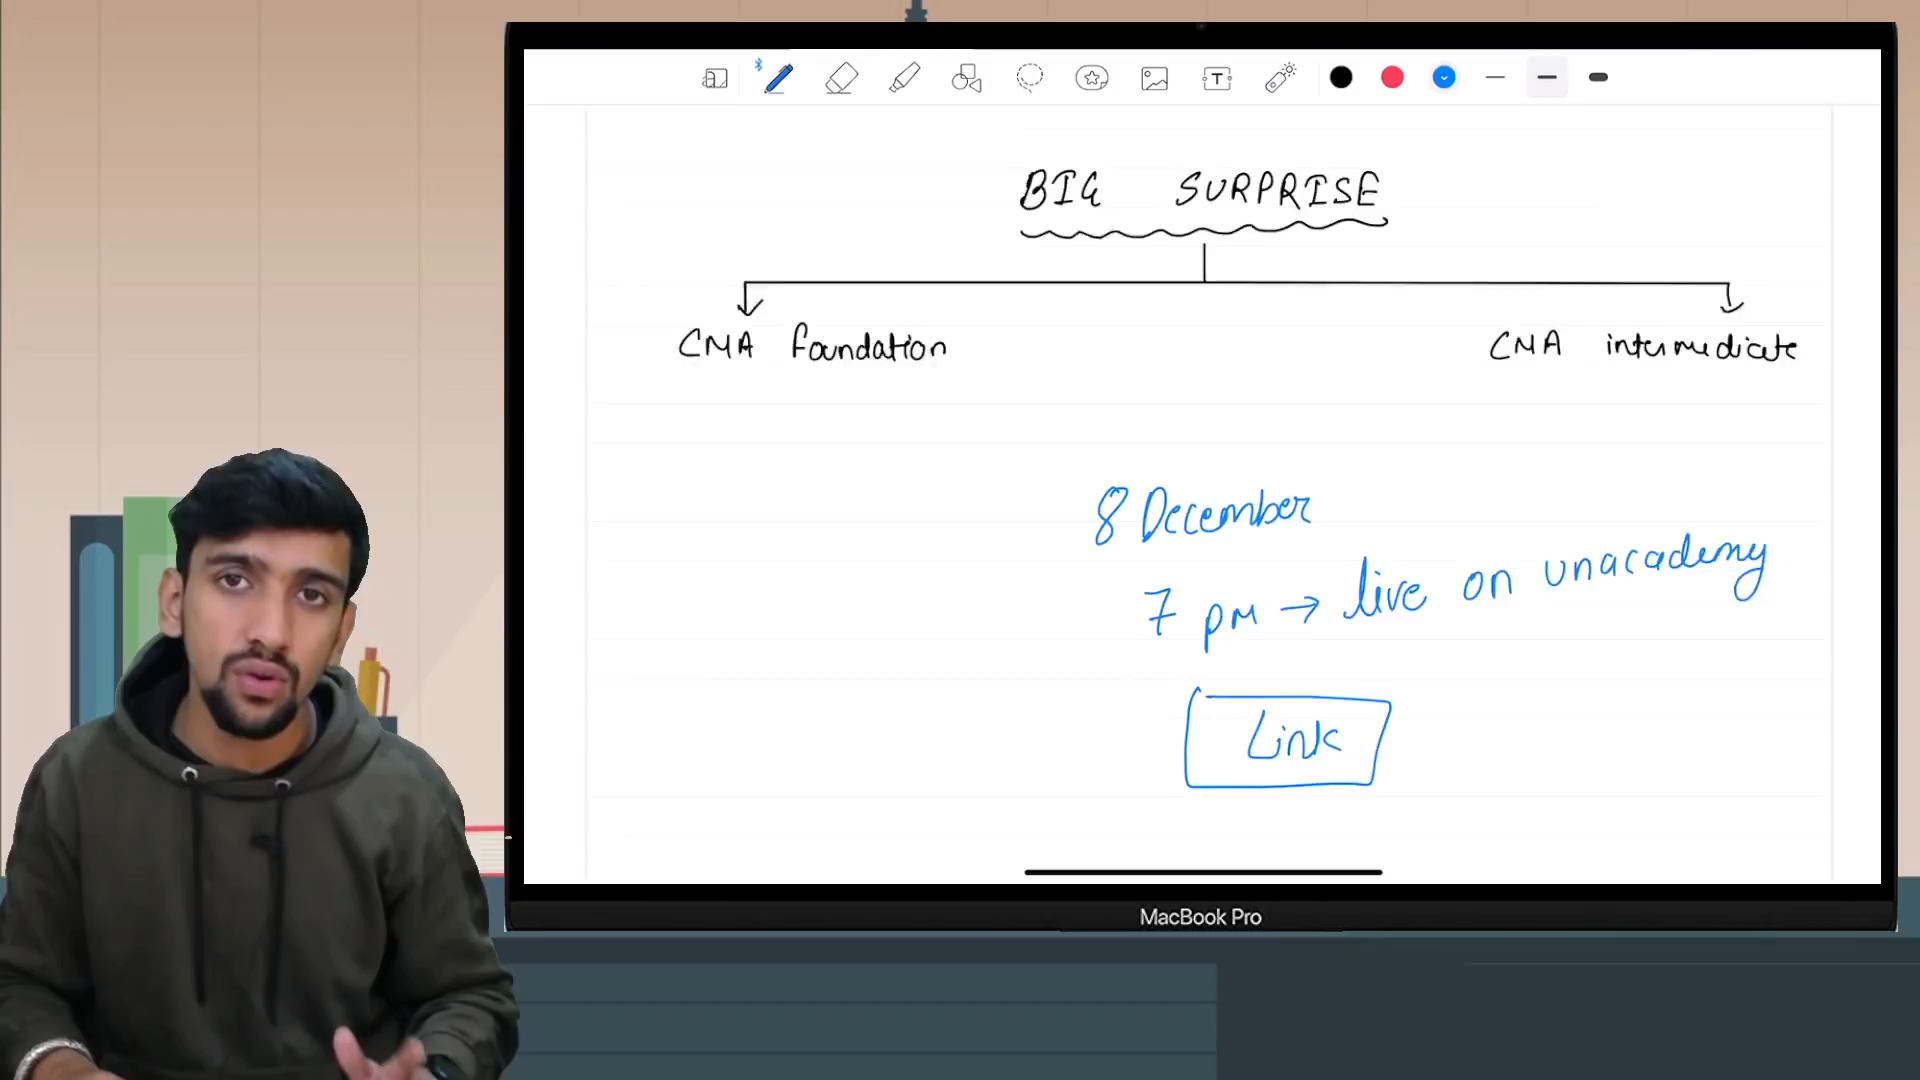 BIG SURPRISE
CMA foundation
CMA intermediate
8 December
7 pm → live on unacademy
Link
MacBook Pro